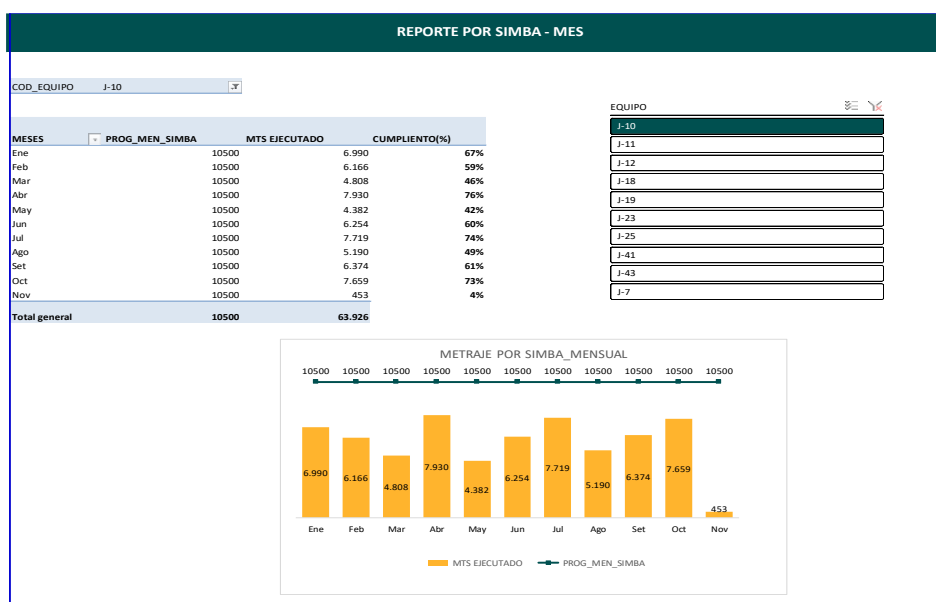 REPORTE POR SIMBA - MES
COD_EQUIPO J-10
MESES PROG_MEN_SIMBA MTS EJECUTADO CUMPLIENTO(%)
Ene 10500 6.990 67%
Feb 10500 6.166 59%
Mar 10500 4.808 46%
Abr 10500 7.930 76%
May 10500 4.382 42%
Jun 10500 6.254 60%
Jul 10500 7.719 74%
Ago 10500 5.190 49%
Set 10500 6.374 61%
Oct 10500 7.659 73%
Nov 10500 453 4%
Total general 10500 63.926
EQUIPO
J-10
J-11
J-12
J-18
J-19
J-23
J-25
J-41
J-43
J-7
METRAJE POR SIMBA_MENSUAL
10500 10500 10500 10500 10500 10500 10500 10500 10500 10500 10500
6.990 6.166 4.808 7.930 4.382 6.254 7.719 5.190 6.374 7.659 453
Ene Feb Mar Abr May Jun Jul Ago Set Oct Nov
MTS EJECUTADO PROG_MEN_SIMBA